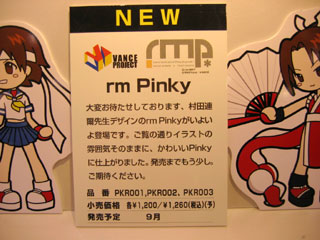 NEW
VANCE
PROJECT
rmp*
rm Pinky
大変お待たせしております、村田連
爾先生デザインのrm Pinkyがいよい
よ登場です。ご覧の通りイラストの
雰囲気そのままに、かわいいPinky
に仕上がりました。発売までもう少し、
ご期待ください。
品 番 PKR001,PKR002, PKR003
小売価格 各¥1,200/¥1,260(税込)(予)
発売予定 9月